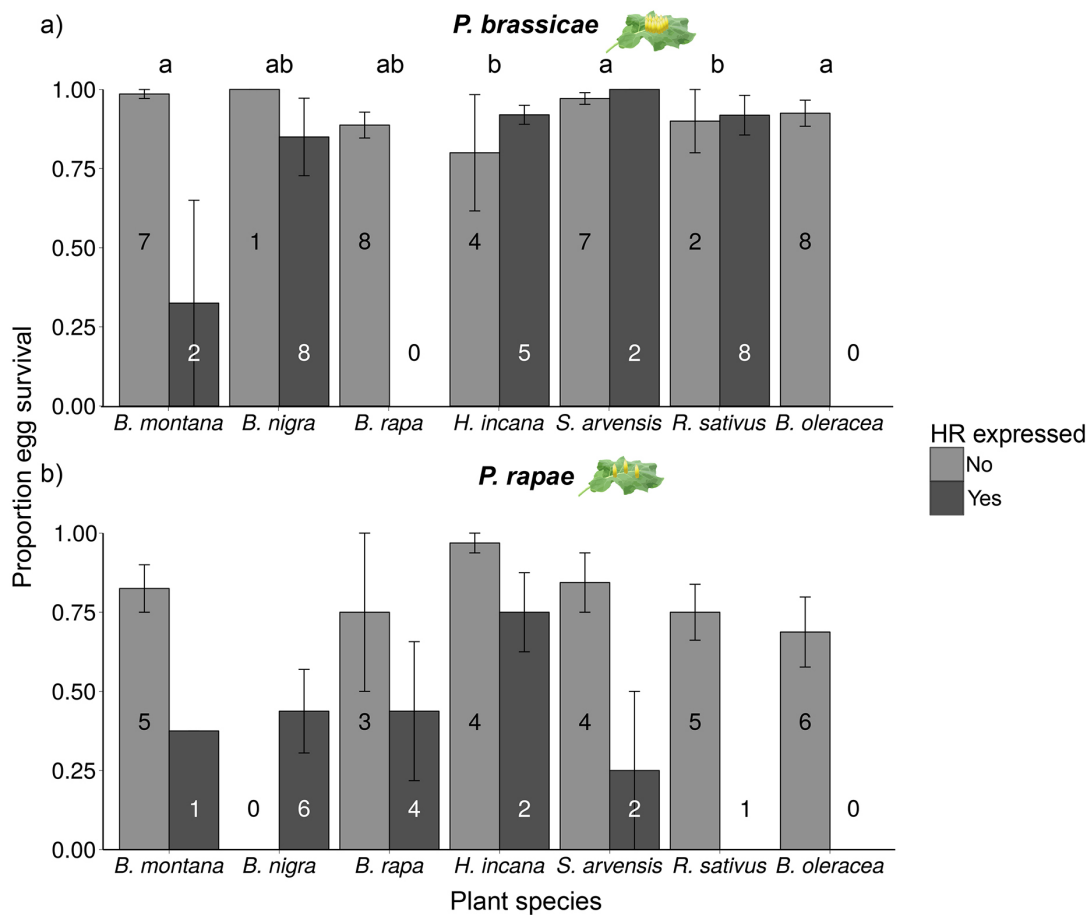 a)
P. brassicae
a ab ab b a b a
1.00
0.75
0.50
0.25
0.00
7 1 8 4 7 2 8
2 8 0 5 2 8 0
B. montana B. nigra B. rapa H. incana S. arvensis R. sativus B. oleracea
Proportion egg survival
HR expressed
No
Yes
b)
P. rapae
1.00
0.75
0.50
0.25
0.00
5 3 4 4 5 6
1 0 6 4 2 2 1 0
B. montana B. nigra B. rapa H. incana S. arvensis R. sativus B. oleracea
Plant species